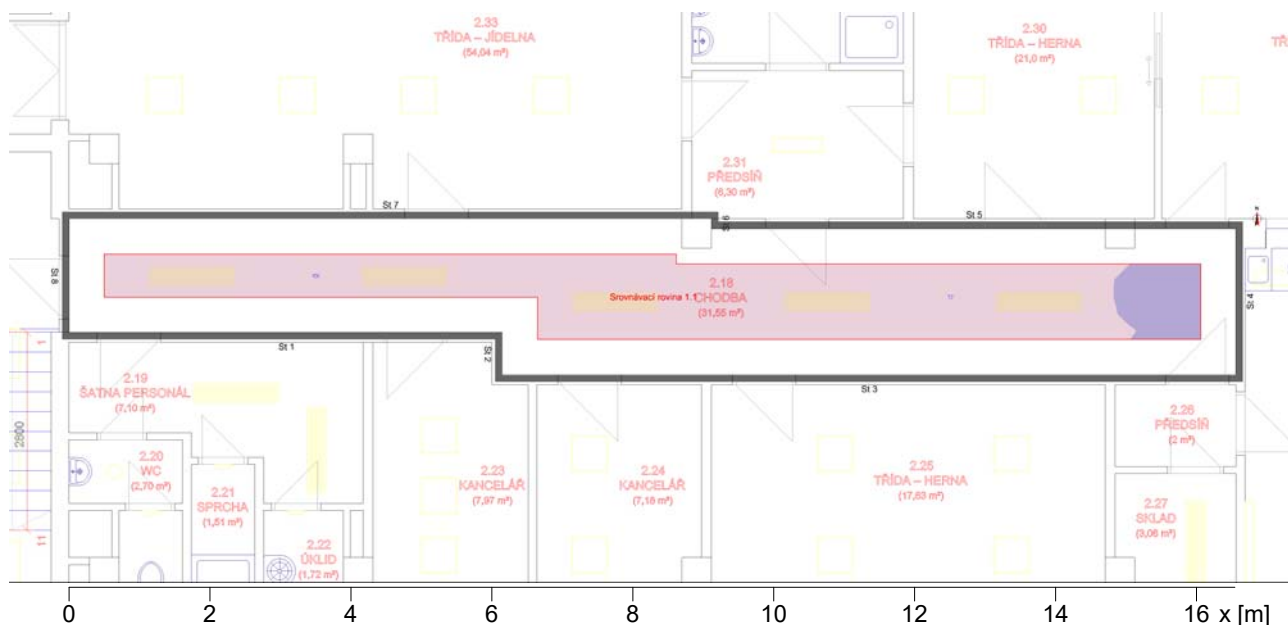 2.33
TŘÍDA – JÍDELNA
(54,04 m²)
2.30
TŘÍDA – HERNA
(21,0 m²)
TŘ
2.31
PŘEDSÍŇ
(6,30 m²)
St 7
St 6
St 5
St 8
2.18
Srovnávací rovina 1.1
CHODBA
(31,55 m²)
St 4
St 1
St 2
St 3
1
2.19
ŠATNA PERSONÁL
(7,10 m²)
2800
2.20
WC
(2,70 m²)
2.21
SPRCHA
(1,51 m²)
2.22
ÚKLID
(1,72 m²)
2.23
KANCELÁŘ
(7,97 m²)
2.24
KANCELÁŘ
(7,16 m²)
2.25
TŘÍDA – HERNA
(17,63 m²)
2.26
PŘEDSÍŇ
(2 m²)
2.27
SKLAD
(3,06 m²)
11
0 2 4 6 8 10 12 14 16 x [m]